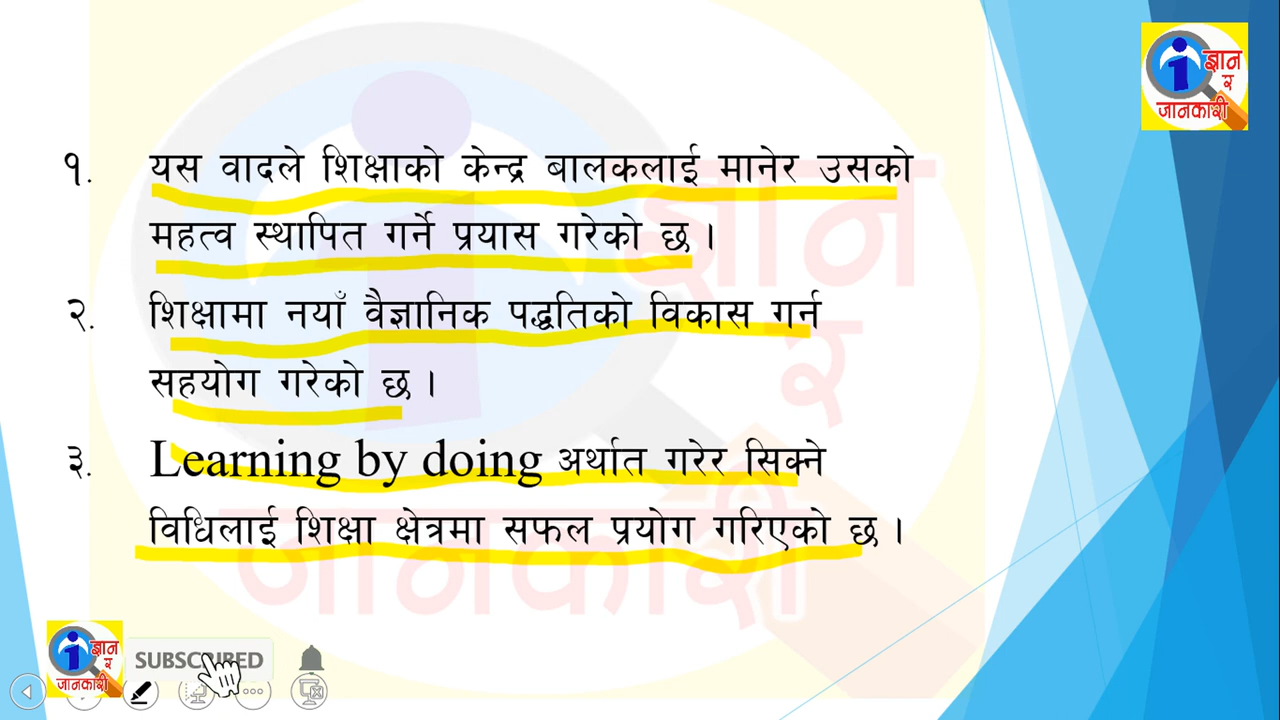 ज्ञान
र
जानकारी
१. यस वादले शिक्षाको केन्द्र बालकलाई मानेर उसको
महत्व स्थापित गर्ने प्रयास गरेको छ ।
२. शिक्षामा नयाँ वैज्ञानिक पद्धतिको विकास गर्न
सहयोग गरेको छ ।
३. Learning by doing अर्थात गरेर सिक्ने
विधिलाई शिक्षा क्षेत्रमा सफल प्रयोग गरिएको छ ।
ज्ञान
र
जानकारी
ज्ञान
र
जानकारी
SUBSCRIBED